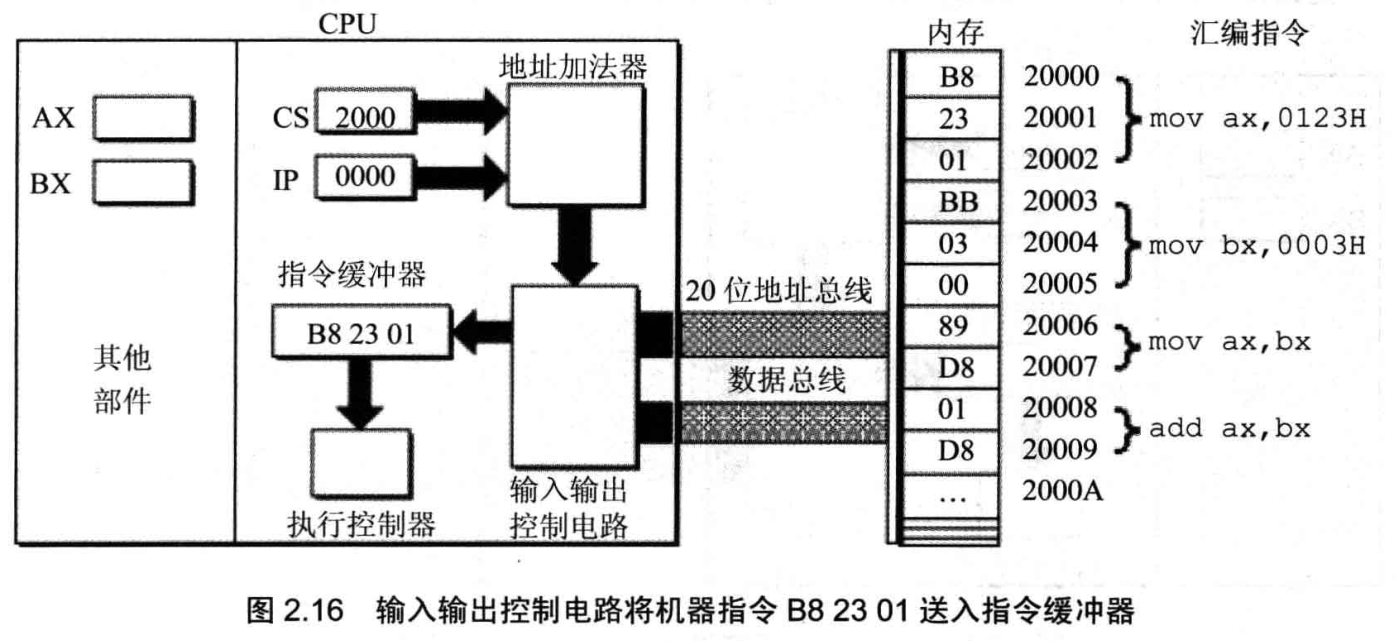 CPU
内存 汇编指令
地址加法器
AX
CS 2000
BX
IP 0000
指令缓冲器
B8 23 01
其他
部件
执行控制器
输入输出
控制电路
20 位地址总线
数据总线
B8 20000
23 20001 mov ax,0123H
01 20002
BB 20003
03 20004 mov bx,0003H
00 20005
89 20006
mov ax,bx
D8 20007
01 20008
add ax,bx
D8 20009
… 2000A
图 2.16 输入输出控制电路将机器指令 B8 23 01 送入指令缓冲器